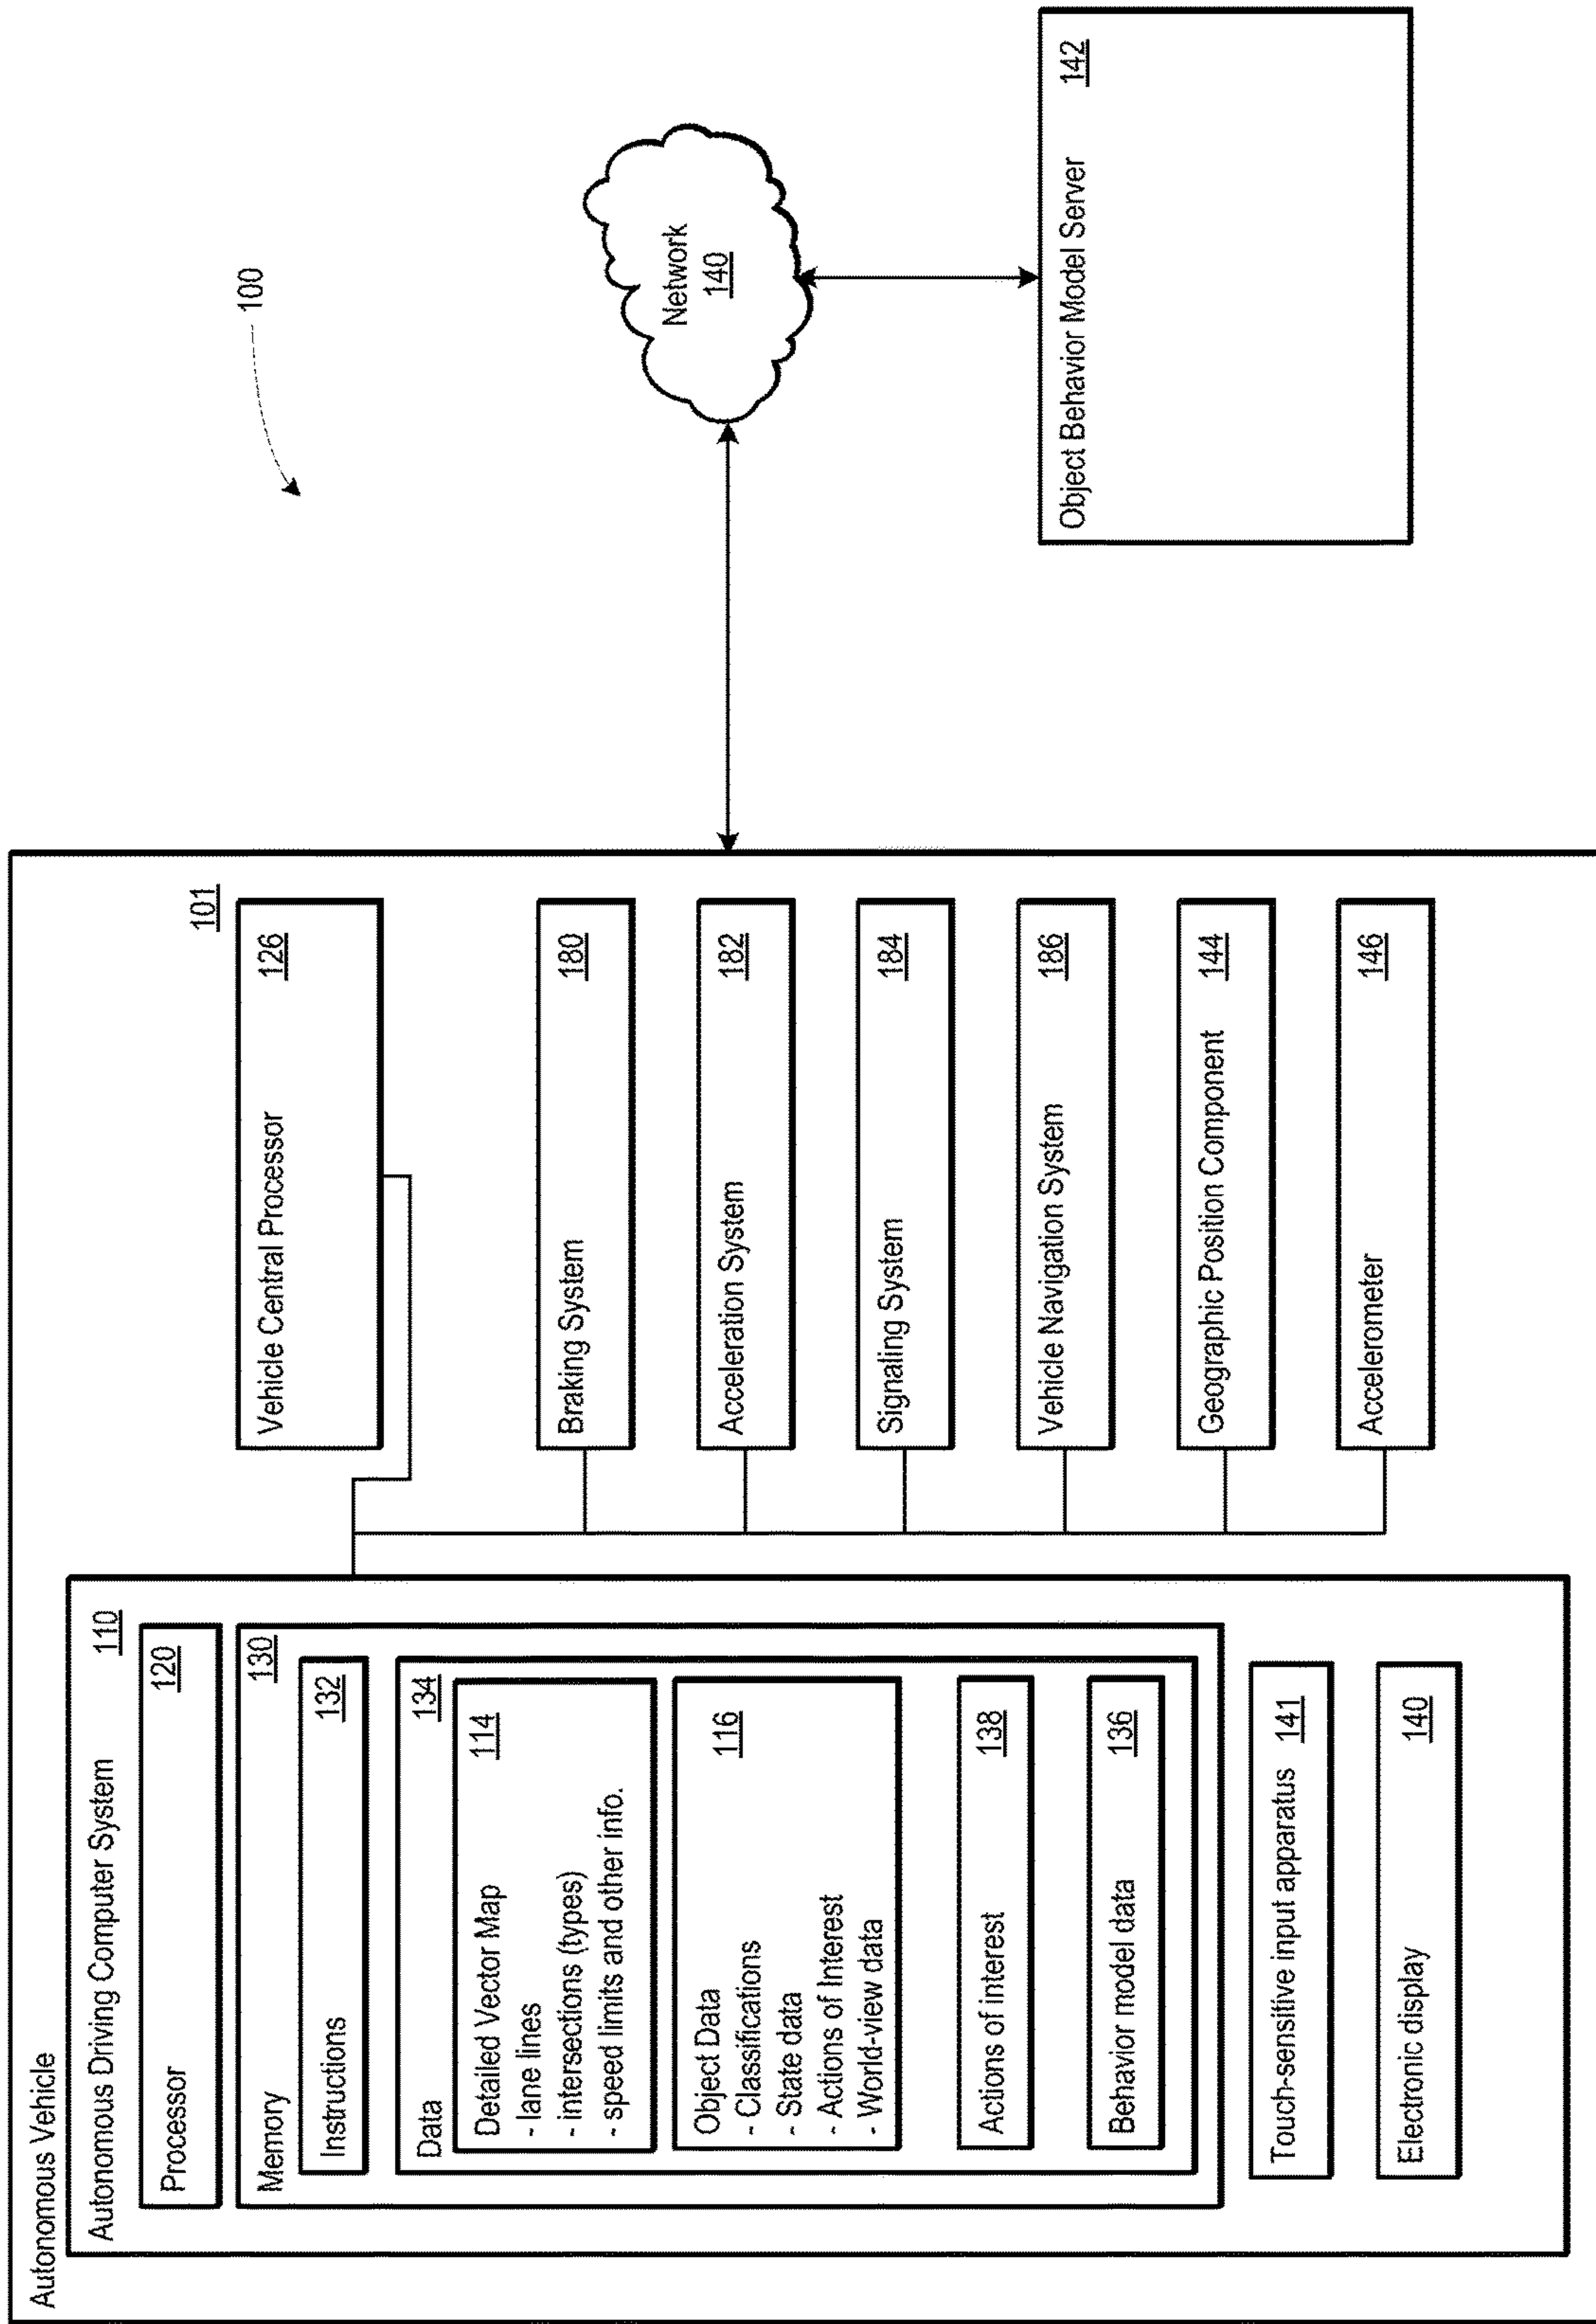 Autonomous Vehicle
101
Autonomous Driving Computer System 110
Processor 120
Memory 130
Instructions 132
Data 134
Detailed Vector Map 114
- lane lines
- intersections (types)
- speed limits and other info.
Object Data 116
- Classifications
- State data
- Actions of Interest
- World-view data
Actions of interest 138
Behavior model data 136
Touch-sensitive input apparatus 141
Electronic display 140
Vehicle Central Processor 126
Braking System 180
Acceleration System 182
Signaling System 184
Vehicle Navigation System 186
Geographic Position Component 144
Accelerometer 146
100
Network
140
Object Behavior Model Server 142